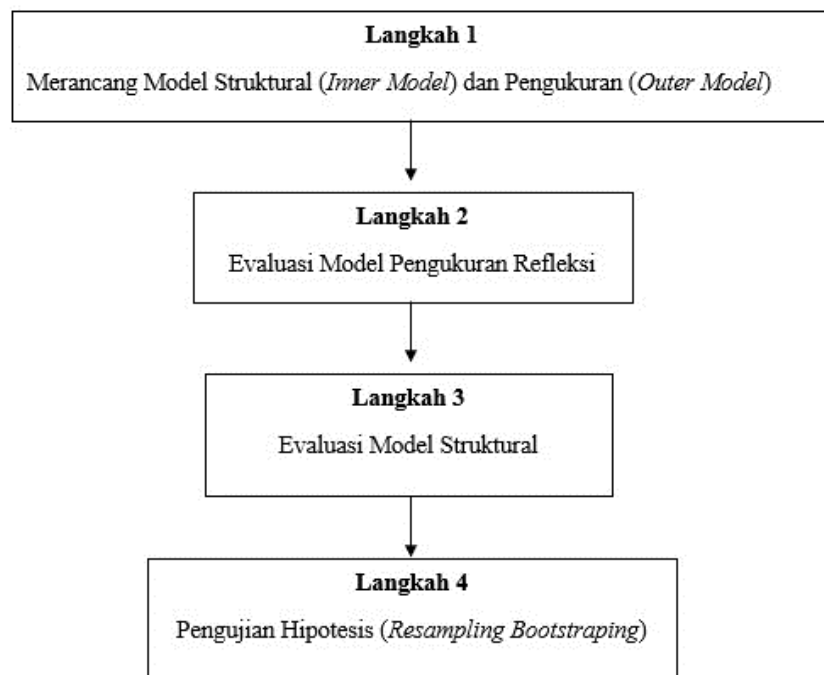 Langkah 1
Merancang Model Struktural (Inner Model) dan Pengukuran (Outer Model)
Langkah 2
Evaluasi Model Pengukuran Refleksi
Langkah 3
Evaluasi Model Struktural
Langkah 4
Pengujian Hipotesis (Resampling Bootstraping)